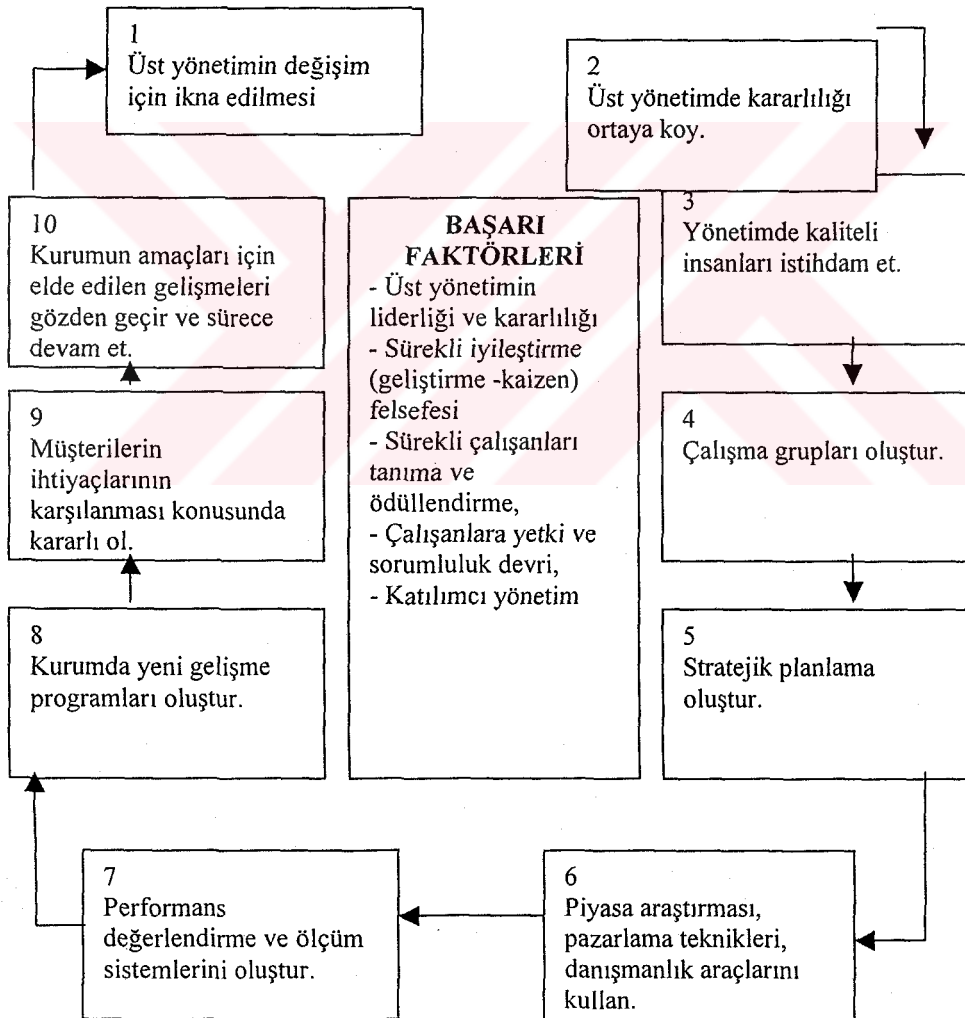 1
Üst yönetimin değişim
için ikna edilmesi
2
Üst yönetimde kararlılığı
ortaya koy.
3
Yönetimde kaliteli
insanları istihdam et.
4
Çalışma grupları oluştur.
5
Stratejik planlama
oluştur.
6
Piyasa araştırması,
pazarlama teknikleri,
danışmanlık araçlarını
kullan.
7
Performans
değerlendirme ve ölçüm
sistemlerini oluştur.
8
Kurumda yeni gelişme
programları oluştur.
9
Müşterilerin
ihtiyaçlarının
karşılanması konusunda
kararlı ol.
10
Kurumun amaçları için
elde edilen gelişmeleri
gözden geçir ve sürece
devam et.
BAŞARI
FAKTÖRLERİ
- Üst yönetimin
liderliği ve kararlılığı
- Sürekli iyileştirme
(geliştirme -kaizen)
felsefesi
- Sürekli çalışanları
tanıma ve
ödüllendirme,
- Çalışanlara yetki ve
sorumluluk devri,
- Katılımcı yönetim